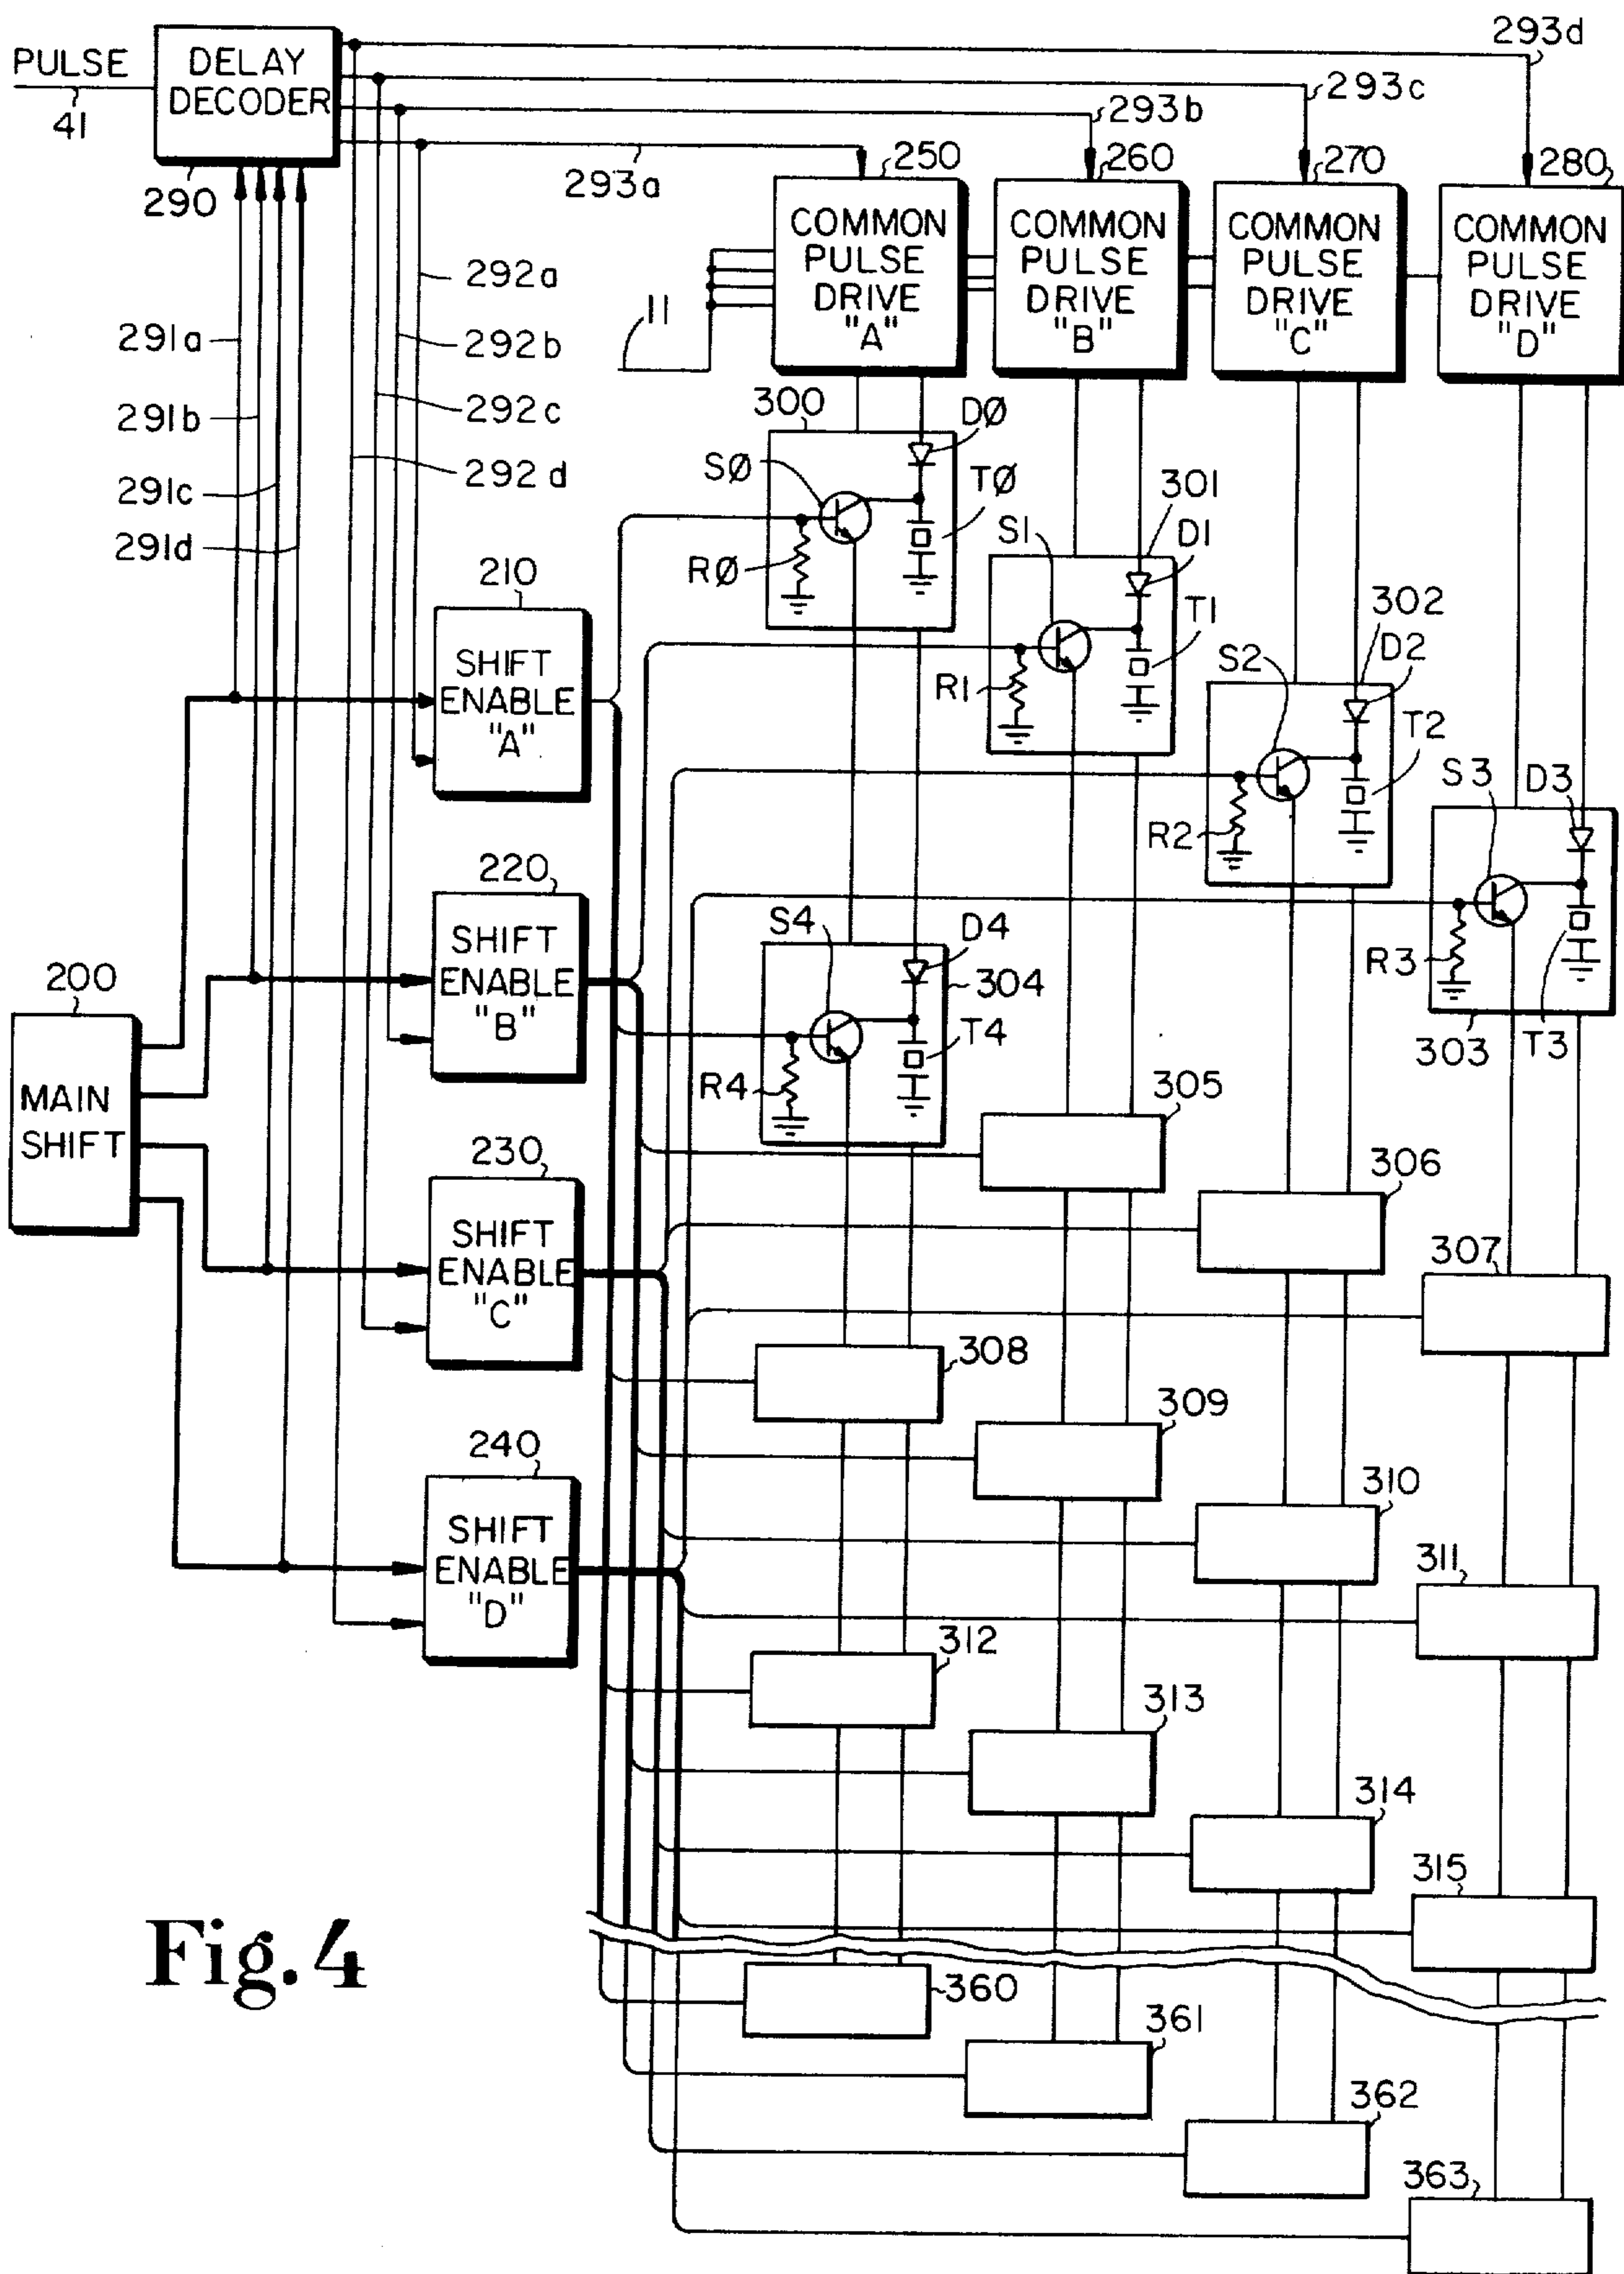 293d
PULSE
41
DELAY
DECODER
290
293c
293b
293a
250
260
270
280
COMMON
PULSE
DRIVE
"A"
COMMON
PULSE
DRIVE
"B"
COMMON
PULSE
DRIVE
"C"
COMMON
PULSE
DRIVE
"D"
11
292a
291a
292b
291b
292c
291c
292d
291d
300
DØ
SØ
TØ
RØ
301
S1
D1
T1
R1
302
S2
D2
T2
R2
S3
D3
R3
303
T3
210
SHIFT
ENABLE
"A"
220
SHIFT
ENABLE
"B"
S4
D4
304
T4
R4
200
MAIN
SHIFT
230
SHIFT
ENABLE
"C"
305
306
307
308
309
240
SHIFT
ENABLE
"D"
310
311
312
313
314
315
Fig. 4
360
361
362
363